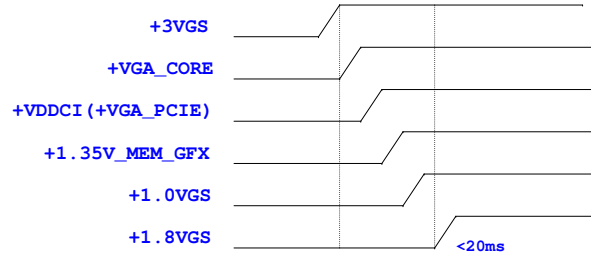 +3VGS
+VGA_CORE
+VDDCI(+VGA_PCIE)
+1.35V_MEM_GFX
+1.0VGS
+1.8VGS
<20ms